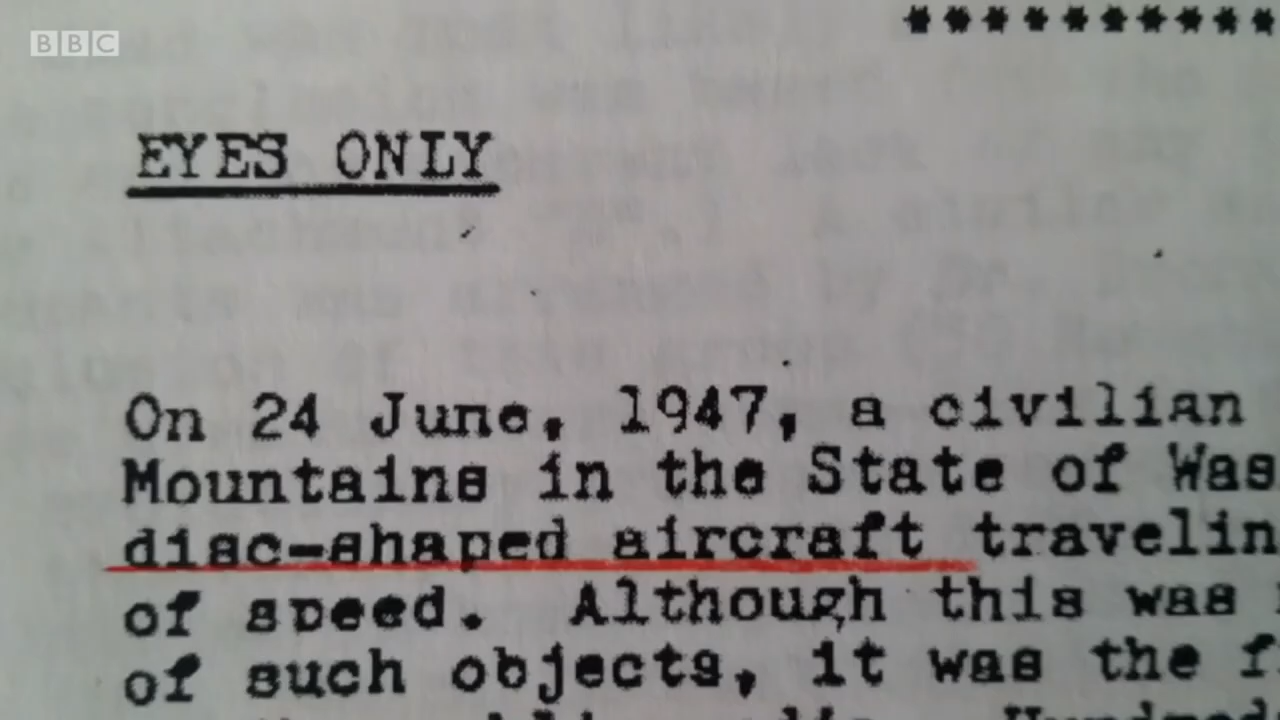 BBC
**********
EYES ONLY
On 24 June, 1947, a civilian
Mountains in the State of Was
disc-shaped aircraft travelin
of speed. Although this was
of such objects, it was the f